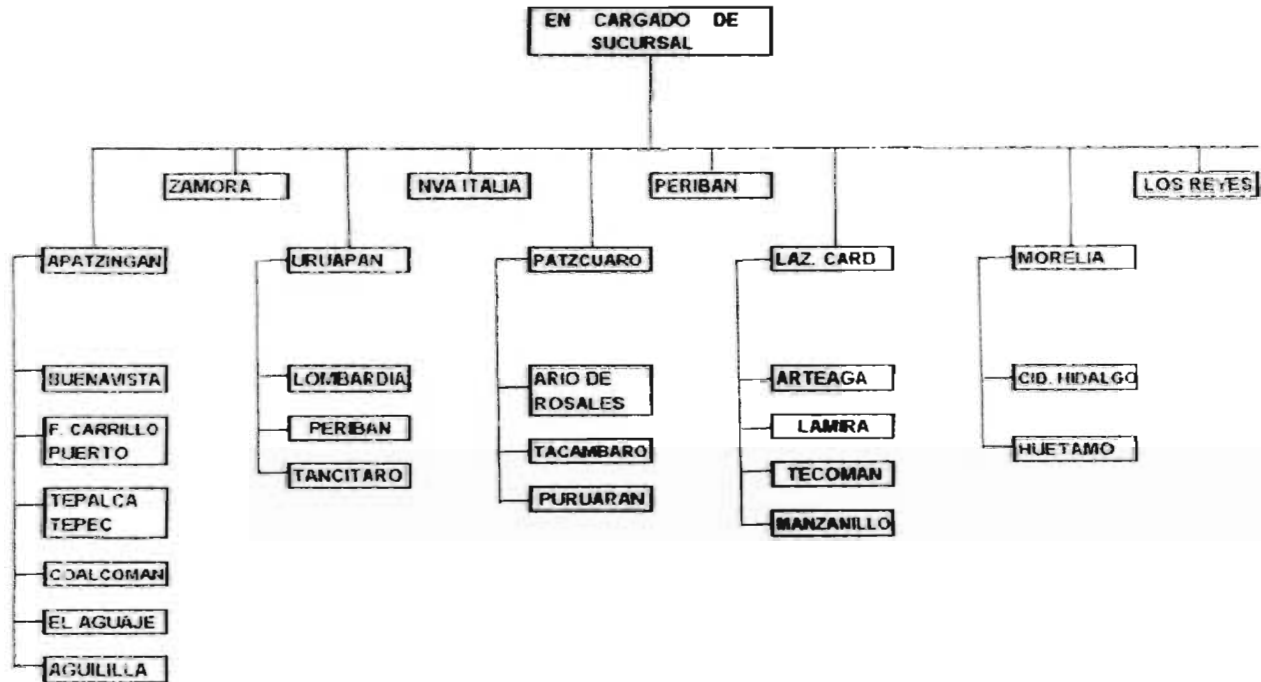 EN CARGADO DE
SUCURSAL
ZAMORA
NVA ITALIA
PERIBAN
LOS REYES
APATZINGAN
URUAPAN
PATZCUARO
LAZ. CARD
MORELIA
BUENAVISTA
F. CARRILLO
PUERTO
TEPALCA
TEPEC
COALCOMAN
EL AGUAJE
AGUILILLA
LOMBARDIA
PERIBAN
TANCITARO
ARIO DE
ROSALES
TACAMBARO
PURUARAN
ARTEAGA
LAMIRA
TECOMAN
MANZANILLO
CID. HIDALGO
HUETAMO